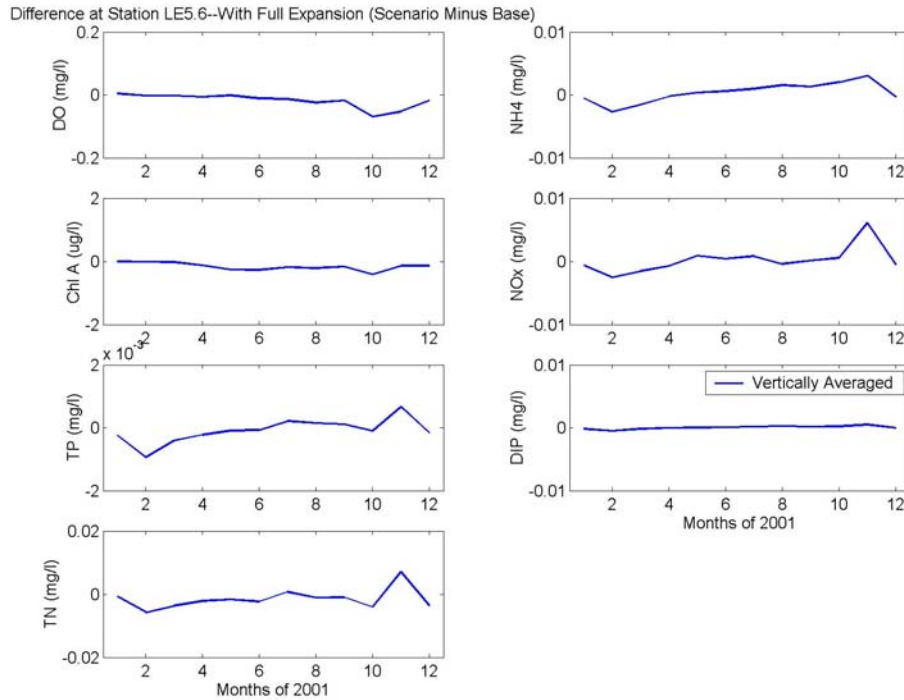 Difference at Station LE5.6--With Full Expansion (Scenario Minus Base)
0.2
0
-0.2
DO (mg/l)
2 4 6 8 10 12
0.01
0
-0.01
NH4 (mg/l)
2 4 6 8 10 12
2
0
-2
Chl A (ug/l)
2 4 6 8 10 12
0.01
0
-0.01
NOx (mg/l)
2 4 6 8 10 12
x 10⁻³
2
0
-2
TP (mg/l)
2 4 6 8 10 12
0.01
0
-0.01
DIP (mg/l)
Vertically Averaged
2 4 6 8 10 12
Months of 2001
0.02
0
-0.02
TN (mg/l)
2 4 6 8 10 12
Months of 2001